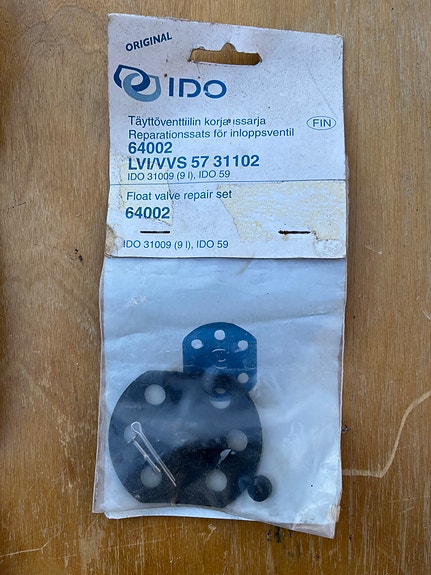 ORIGINAL
IDO
Täyttöventtiilin korjaussarja
Reparationssats för inloppsventil
FIN
64002
LVI/VVS 57 31102
IDO 31009 (9 l), IDO 59
Float valve repair set
64002
IDO 31009 (9 l), IDO 59